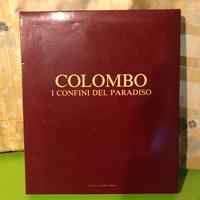 COLOMBO
I CONFINI DEL PARADISO